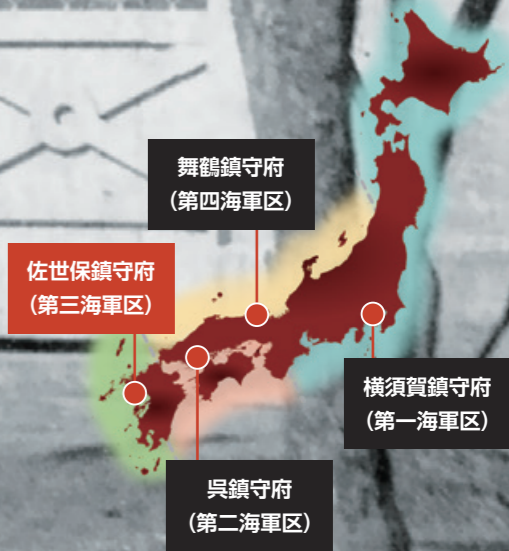 舞鶴鎮守府
（第四海軍区）
佐世保鎮守府
（第三海軍区）
横須賀鎮守府
（第一海軍区）
呉鎮守府
（第二海軍区）